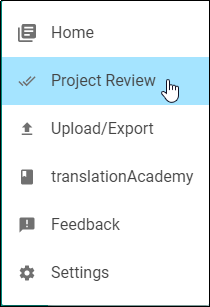 Home
Project Review
Upload/Export
translationAcademy
Feedback
Settings